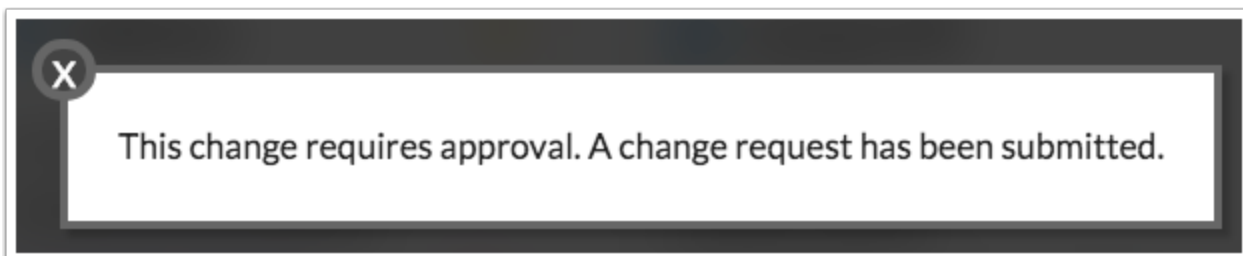 X
This change requires approval. A change request has been submitted.